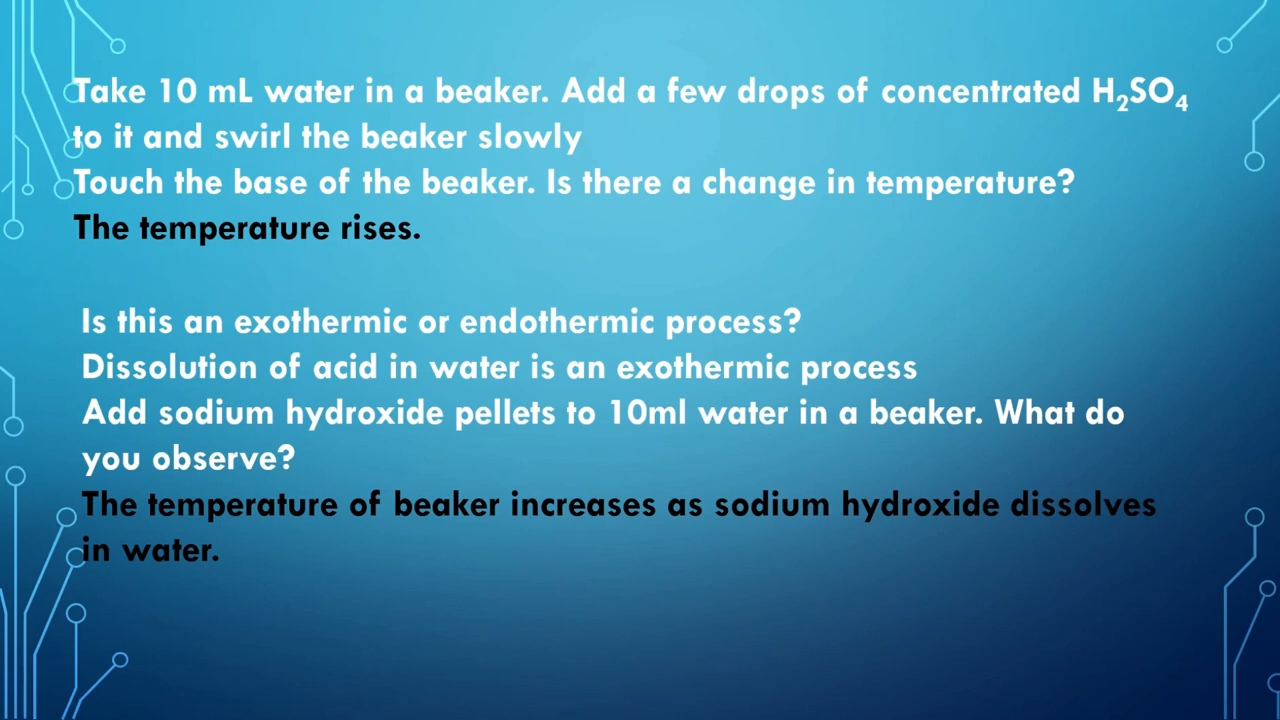 Take 10 mL water in a beaker. Add a few drops of concentrated H₂SO₄
to it and swirl the beaker slowly
Touch the base of the beaker. Is there a change in temperature?
The temperature rises.
Is this an exothermic or endothermic process?
Dissolution of acid in water is an exothermic process
Add sodium hydroxide pellets to 10ml water in a beaker. What do
you observe?
The temperature of beaker increases as sodium hydroxide dissolves
in water.